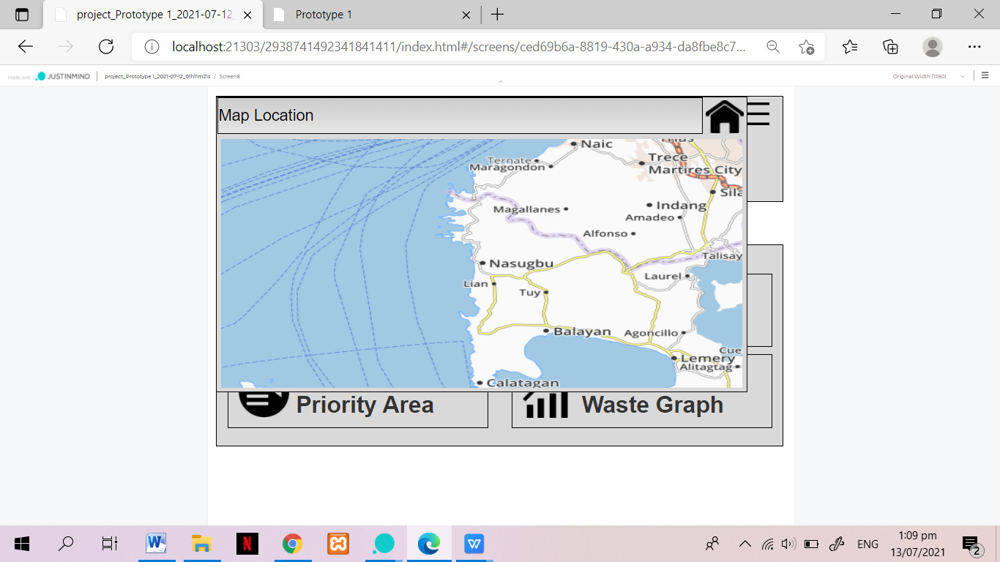 project_Prototype 1_2021-07-12_
Prototype 1
localhost:21303/2938741492341841411/index.html#/screens/ced69b6a-8819-430a-a934-da8fbe8c7...
Made with JUSTINMIND project_Prototype 1_2021-07-12_01h11m21s / Screen8
Original Width (1280)
Map Location
Naic
Ternate
Trece
Maragondon
Martires City
Sila
Indang
Magallanes
Amadeo
Alfonso
Talisay
Nasugbu
Laurel
Lian
Tuy
Balayan
Agoncillo
Cue
Lemery
Alitagtag
Calatagan
Priority Area
Waste Graph
ENG
1:09 pm
13/07/2021
2